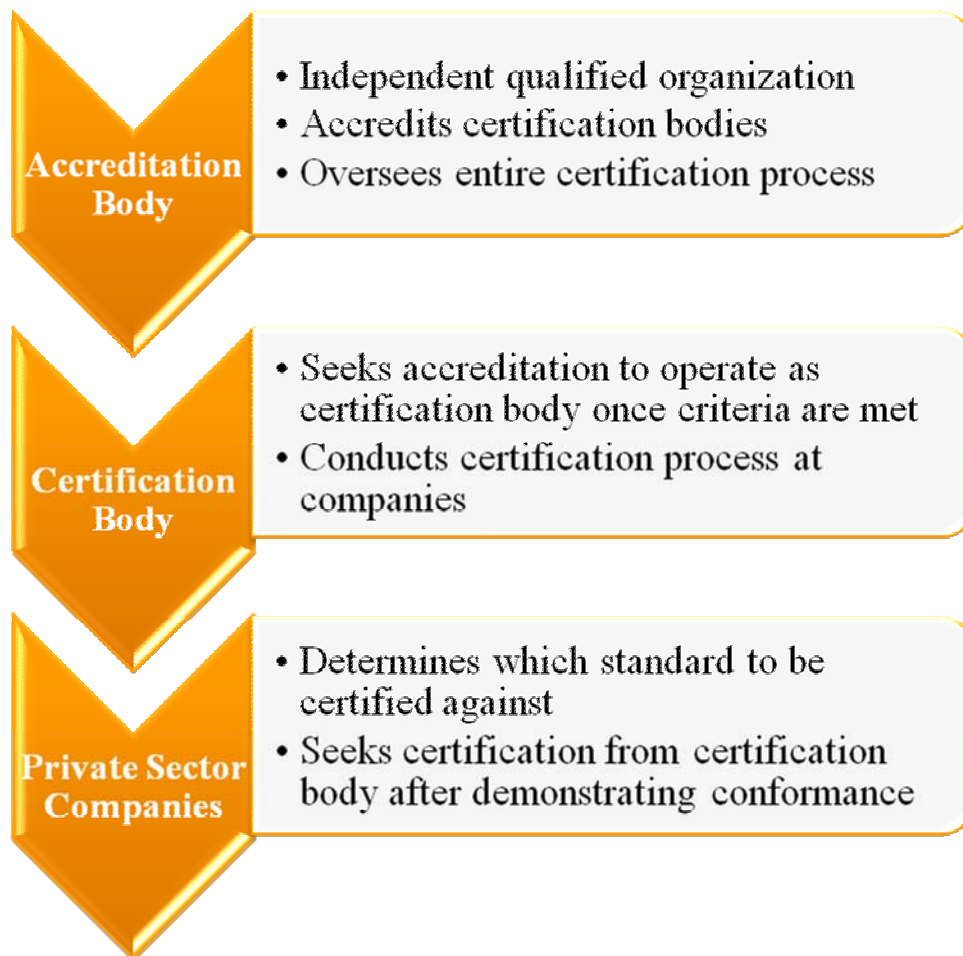 Accreditation
Body
• Independent qualified organization
• Accredits certification bodies
• Oversees entire certification process
Certification
Body
• Seeks accreditation to operate as
certification body once criteria are met
• Conducts certification process at
companies
Private Sector
Companies
• Determines which standard to be
certified against
• Seeks certification from certification
body after demonstrating conformance